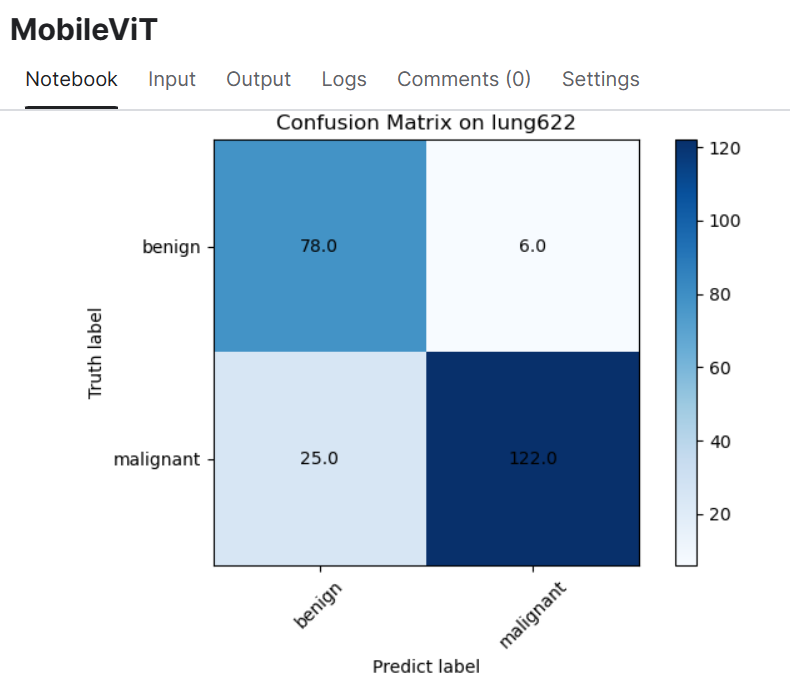 MobileViT
Notebook Input Output Logs Comments (0) Settings
Confusion Matrix on lung622
120
100
80
60
40
20
Truth label
benign
78.0 6.0
malignant
25.0 122.0
benign malignant
Predict label